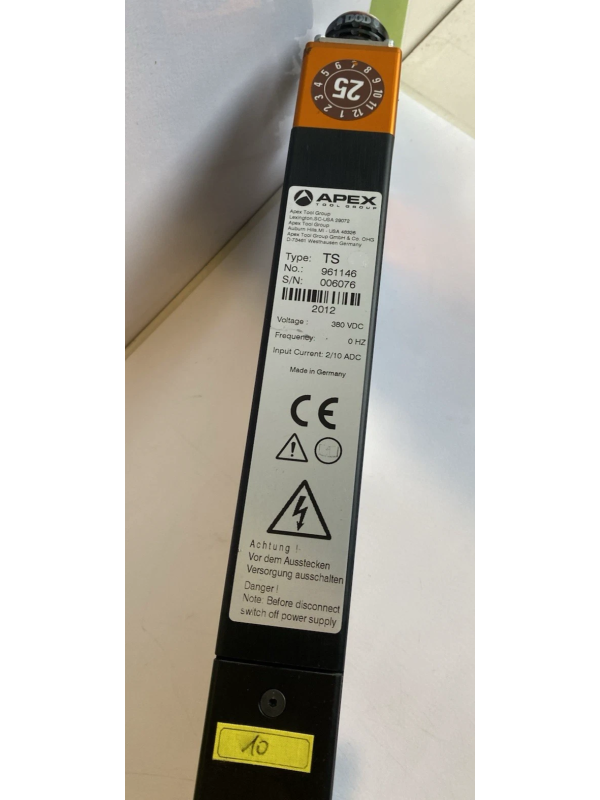 6 7 8 9 10 11 12 1 2 3
25
APEX
TOOL GROUP
Apex Tool Group
Lexington, SC-USA 29072
Apex Tool Group
Auburn Hills MI - USA 48326
Apex Tool Group GmbH & Co. OHG
D-73461 Westhausen Germany
Type: TS
No.: 961146
S/N: 006076
2012
Voltage : 380 VDC
Frequency: 0 HZ
Input Current: 2/10 ADC
Made in Germany
CE
Achtung !
Vor dem Ausstecken
Versorgung ausschalten
Danger !
Note: Before disconnect
switch off power supply
10